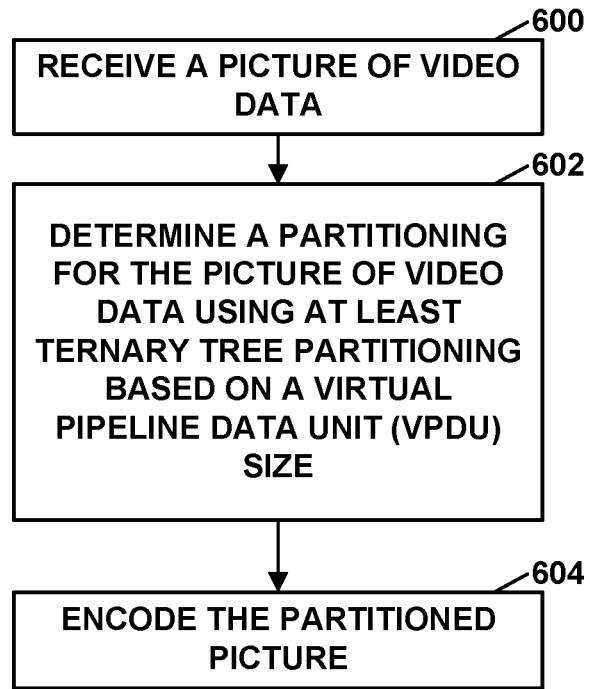 600
RECEIVE A PICTURE OF VIDEO
DATA
602
DETERMINE A PARTITIONING
FOR THE PICTURE OF VIDEO
DATA USING AT LEAST
TERNARY TREE PARTITIONING
BASED ON A VIRTUAL
PIPELINE DATA UNIT (VPDU)
SIZE
604
ENCODE THE PARTITIONED
PICTURE